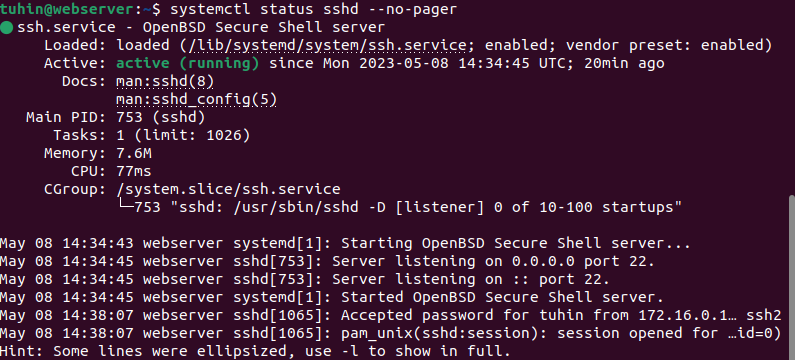 tuhin@webserver:~$ systemctl status sshd --no-pager
● ssh.service - OpenBSD Secure Shell server
     Loaded: loaded (/lib/systemd/system/ssh.service; enabled; vendor preset: enabled)
     Active: active (running) since Mon 2023-05-08 14:34:45 UTC; 20min ago
       Docs: man:sshd(8)
             man:sshd_config(5)
   Main PID: 753 (sshd)
      Tasks: 1 (limit: 1026)
     Memory: 7.6M
        CPU: 77ms
     CGroup: /system.slice/ssh.service
             └─753 "sshd: /usr/sbin/sshd -D [listener] 0 of 10-100 startups"
May 08 14:34:43 webserver systemd[1]: Starting OpenBSD Secure Shell server...
May 08 14:34:45 webserver sshd[753]: Server listening on 0.0.0.0 port 22.
May 08 14:34:45 webserver sshd[753]: Server listening on :: port 22.
May 08 14:34:45 webserver systemd[1]: Started OpenBSD Secure Shell server.
May 08 14:38:07 webserver sshd[1065]: Accepted password for tuhin from 172.16.0.1… ssh2
May 08 14:38:07 webserver sshd[1065]: pam_unix(sshd:session): session opened for …id=0)
Hint: Some lines were ellipsized, use -l to show in full.